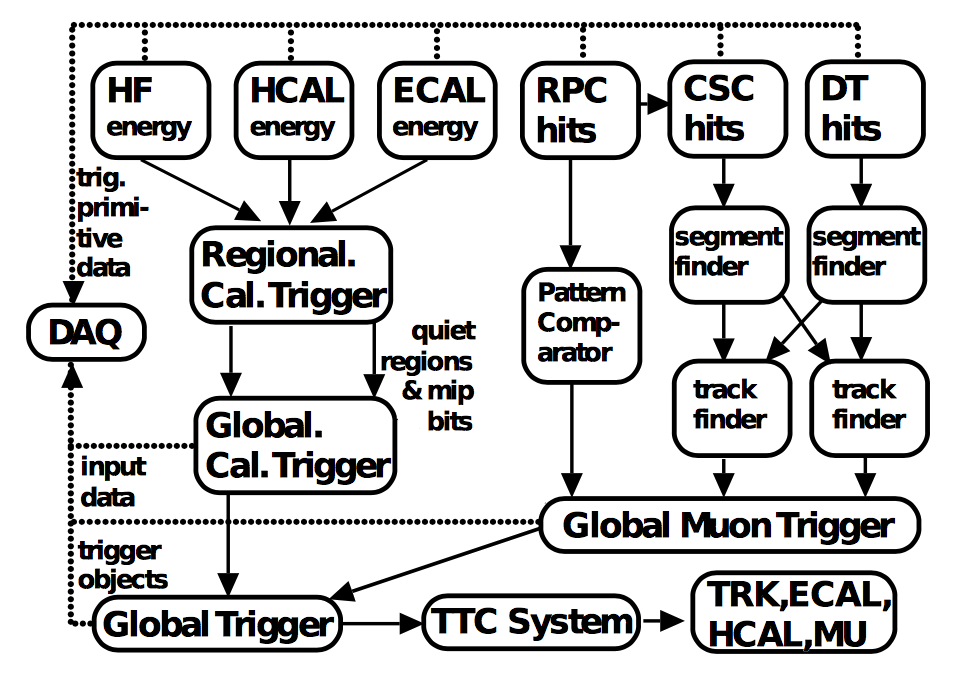 HF
energy
HCAL
energy
ECAL
energy
RPC
hits
CSC
hits
DT
hits
trig.
primi-
tive
data
segment
finder
segment
finder
Regional.
Cal.Trigger
Pattern
Comp-
arator
DAQ
quiet
regions
& mip
bits
track
finder
track
finder
Global.
Cal.Trigger
input
data
Global Muon Trigger
trigger
objects
Global Trigger
TTC System
TRK,ECAL,
HCAL,MU